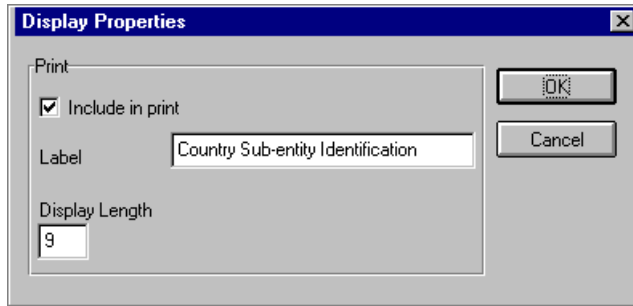 Display Properties
Print
Include in print
OK
Label
Country Sub-entity Identification
Cancel
Display Length
9